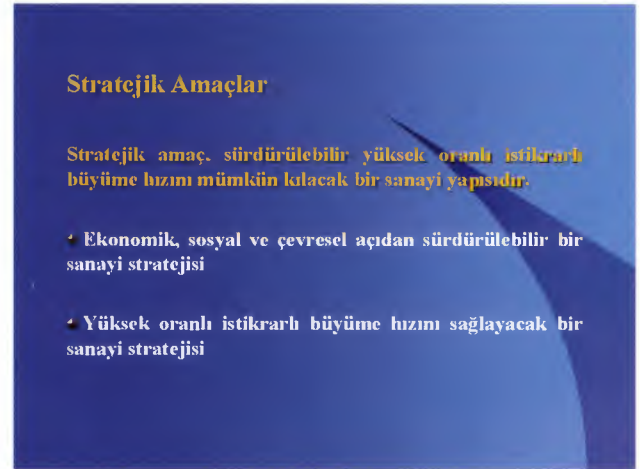 Stratejik Amaçlar
Stratejik amaç, sürdürülebilir yüksek oranlı istikrarlı
büyüme hızını mümkün kılacak bir sanayi yapısıdır.
Ekonomik, sosyal ve çevresel açıdan sürdürülebilir bir
sanayi stratejisi
Yüksek oranlı istikrarlı büyüme hızını sağlayacak bir
sanayi stratejisi